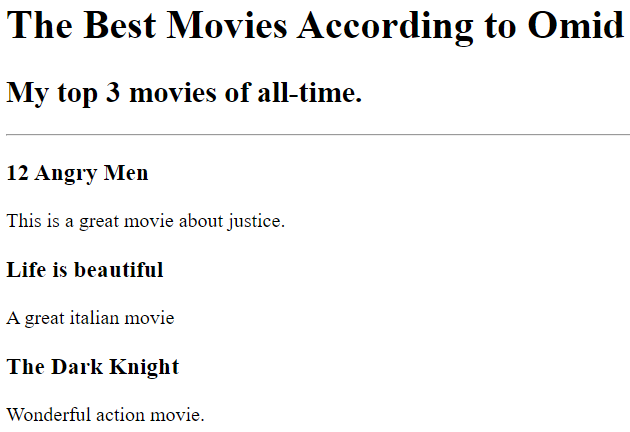 The Best Movies According to Omid
My top 3 movies of all-time.
12 Angry Men
This is a great movie about justice.
Life is beautiful
A great italian movie
The Dark Knight
Wonderful action movie.